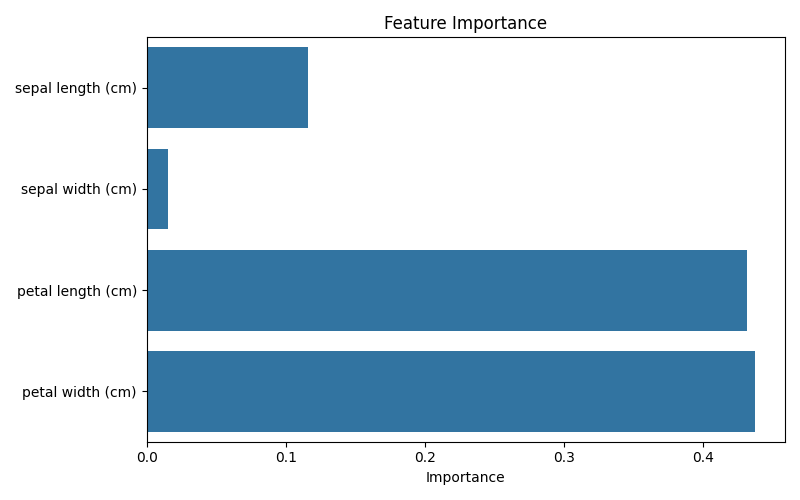 Feature Importance
sepal length (cm)
sepal width (cm)
petal length (cm)
petal width (cm)
0.0 0.1 0.2 0.3 0.4
Importance